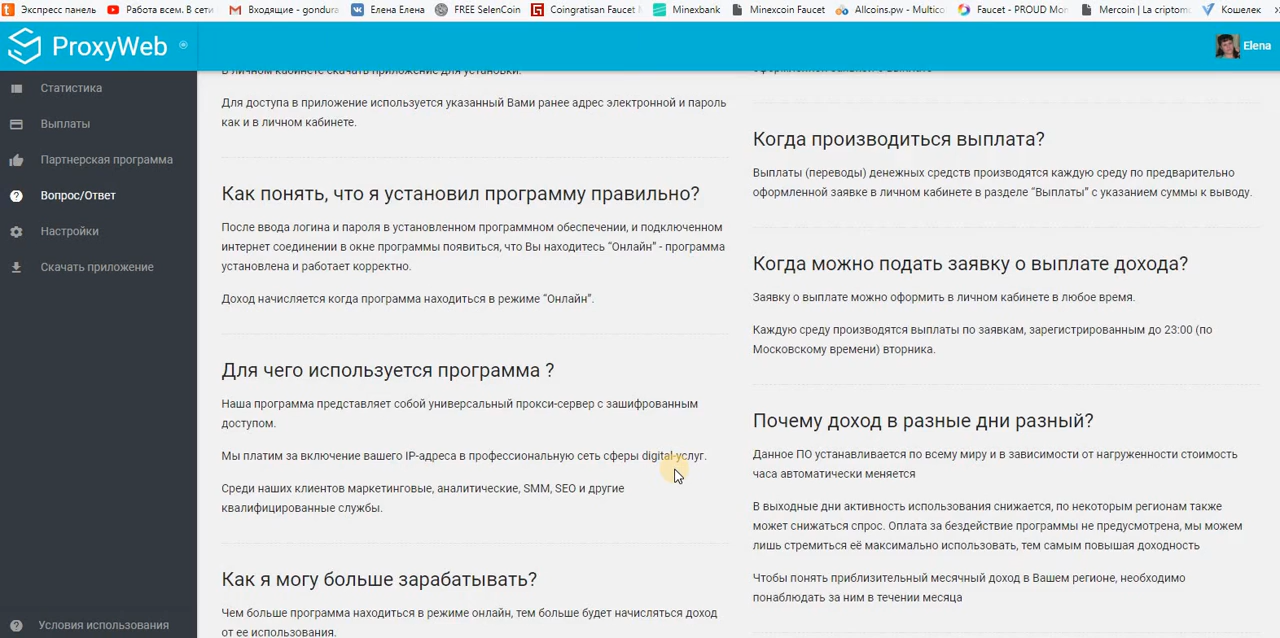 Экспресс панель
Работа всем. В сети
Входящие - gondura
Елена Елена
FREE SelenCoin
Coingratisan Faucet
Minexbank
Minexcoin Faucet
Allcoins.pw - Multico
Faucet - PROUD Mon
Mercoin | La criptom
Кошелек
ProxyWeb
Elena
Статистика
Выплаты
Партнерская программа
Вопрос/Ответ
Настройки
Скачать приложение
Условия использования
В личном кабинете скачать приложение для установки.
Для доступа в приложение используется указанный Вами ранее адрес электронной и пароль
как и в личном кабинете.
Как понять, что я установил программу правильно?
После ввода логина и пароля в установленном программном обеспечении, и подключенном
интернет соединении в окне программы появиться, что Вы находитесь “Онлайн” - программа
установлена и работает корректно.
Доход начисляется когда программа находиться в режиме “Онлайн”.
Для чего используется программа ?
Наша программа представляет собой универсальный прокси-сервер с зашифрованным
доступом.
Мы платим за включение вашего IP-адреса в профессиональную сеть сферы digital-услуг.
Среди наших клиентов маркетинговые, аналитические, SMM, SEO и другие
квалифицированные службы.
Как я могу больше зарабатывать?
Чем больше программа находиться в режиме онлайн, тем больше будет начисляться доход
от ее использования.
оформленной заявкой о выплате
Когда производиться выплата?
Выплаты (переводы) денежных средств производятся каждую среду по предварительно
оформленной заявке в личном кабинете в разделе “Выплаты” с указанием суммы к выводу.
Когда можно подать заявку о выплате дохода?
Заявку о выплате можно оформить в личном кабинете в любое время.
Каждую среду производятся выплаты по заявкам, зарегистрированным до 23:00 (по
Московскому времени) вторника.
Почему доход в разные дни разный?
Данное ПО устанавливается по всему миру и в зависимости от нагруженности стоимость
часа автоматически меняется
В выходные дни активность использования снижается, по некоторым регионам также
может снижаться спрос. Оплата за бездействие программы не предусмотрена, мы можем
лишь стремиться её максимально использовать, тем самым повышая доходность
Чтобы понять приблизительный месячный доход в Вашем регионе, необходимо
понаблюдать за ним в течении месяца